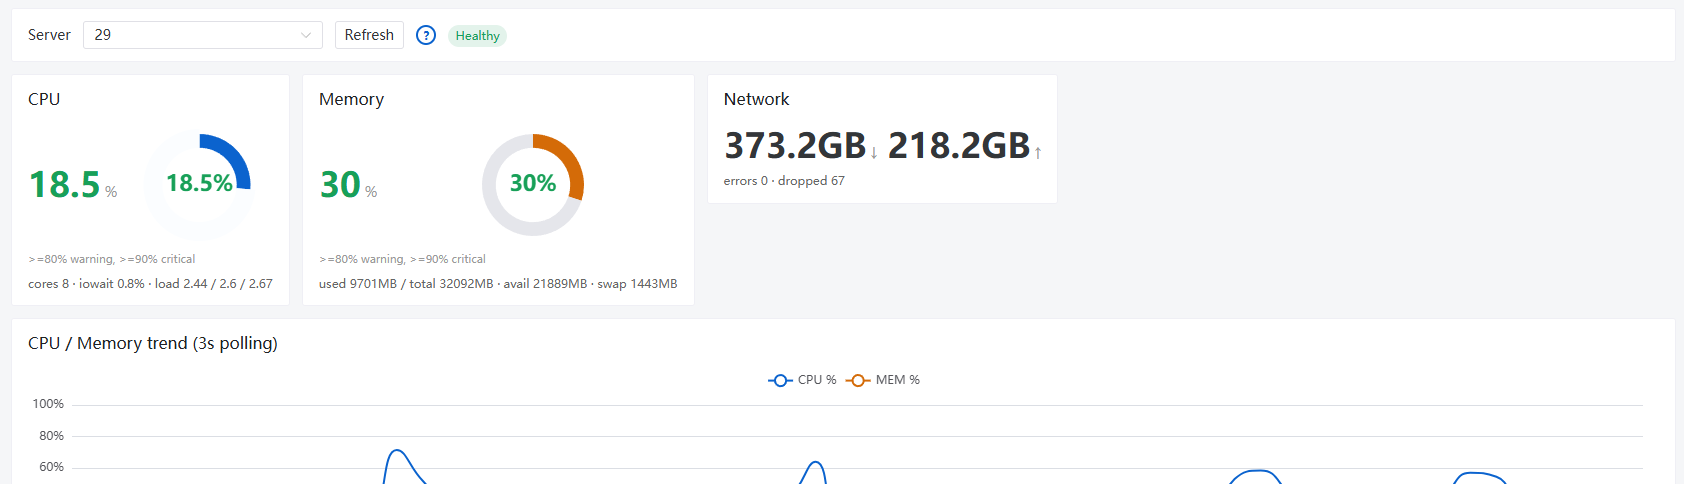 Server 29 Refresh ? Healthy
CPU
18.5 %
18.5%
>=80% warning, >=90% critical
cores 8 · iowait 0.8% · load 2.44 / 2.6 / 2.67
Memory
30 %
30%
>=80% warning, >=90% critical
used 9701MB / total 32092MB · avail 21889MB · swap 1443MB
Network
373.2GB↓ 218.2GB↑
errors 0 · dropped 67
CPU / Memory trend (3s polling)
CPU % MEM %
100%
80%
60%